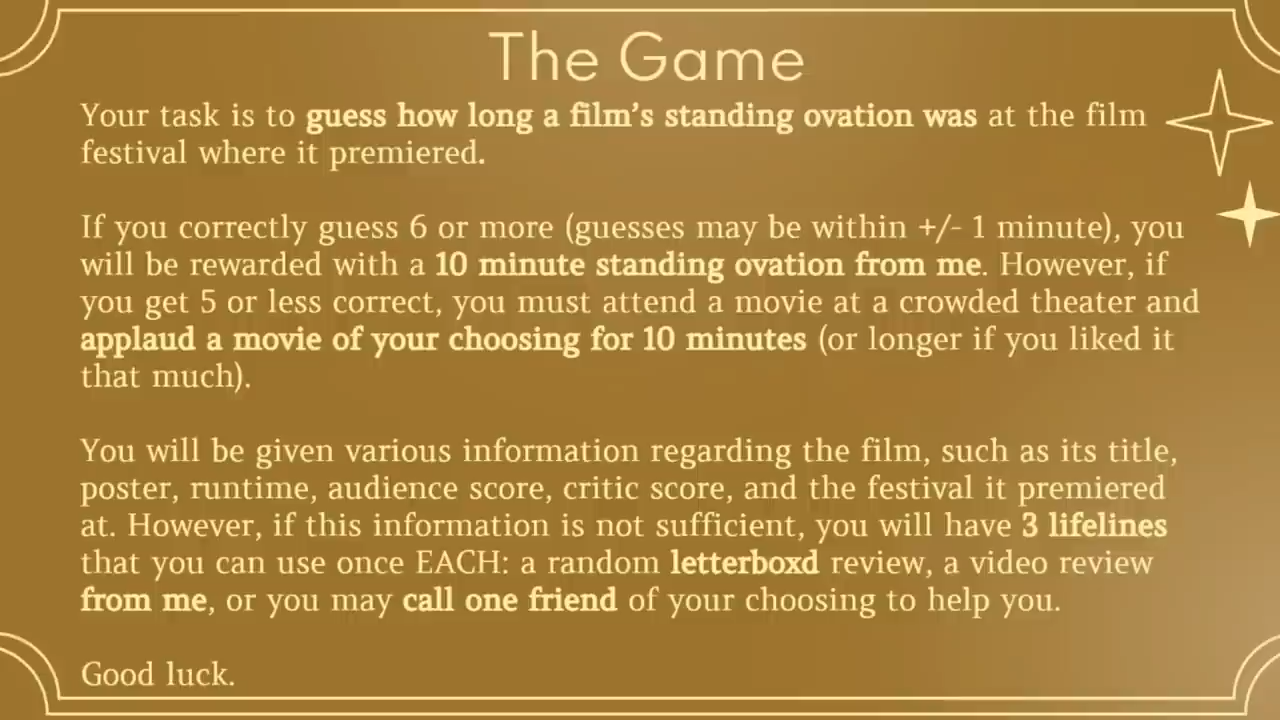 The Game
Your task is to guess how long a film's standing ovation was at the film
festival where it premiered.
If you correctly guess 6 or more (guesses may be within +/- 1 minute), you
will be rewarded with a 10 minute standing ovation from me. However, if
you get 5 or less correct, you must attend a movie at a crowded theater and
applaud a movie of your choosing for 10 minutes (or longer if you liked it
that much).
You will be given various information regarding the film, such as its title,
poster, runtime, audience score, critic score, and the festival it premiered
at. However, if this information is not sufficient, you will have 3 lifelines
that you can use once EACH: a random letterboxd review, a video review
from me, or you may call one friend of your choosing to help you.
Good luck.